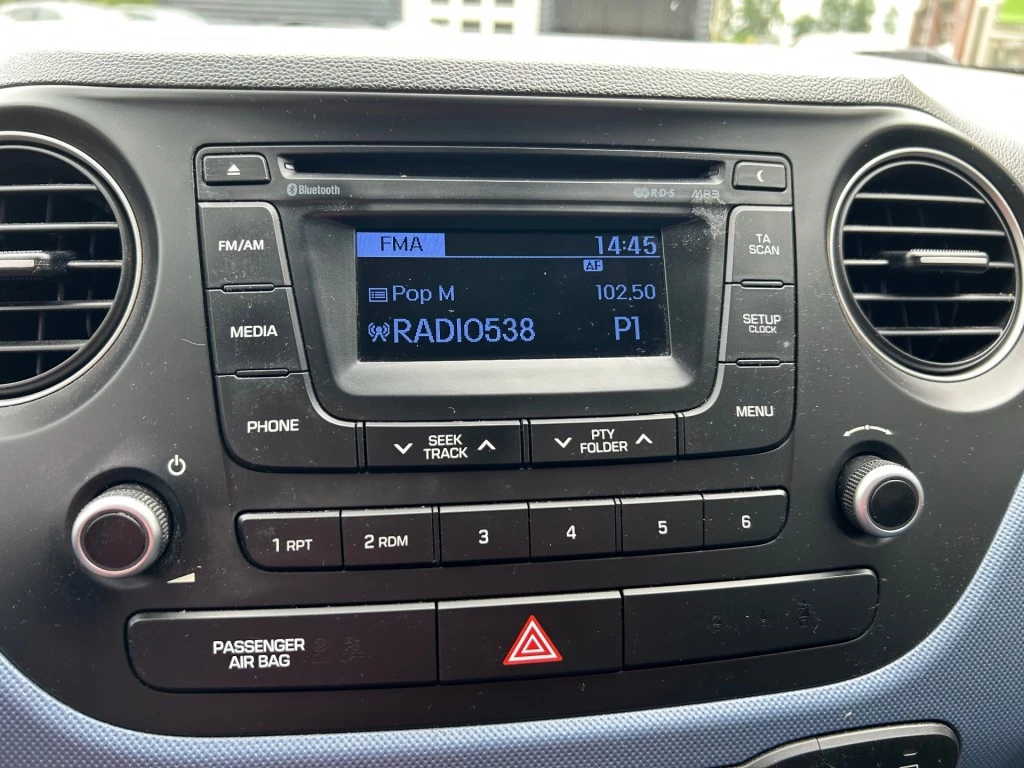 Bluetooth
R·D·S MP3
FM/AM
FMA 14:45
AF
TA
SCAN
Pop M 102.50
MEDIA
RADIO538 P1
SETUP
CLOCK
PHONE
SEEK
TRACK
PTY
FOLDER
MENU
1 RPT
2 RDM
3
4
5
6
PASSENGER
AIR BAG